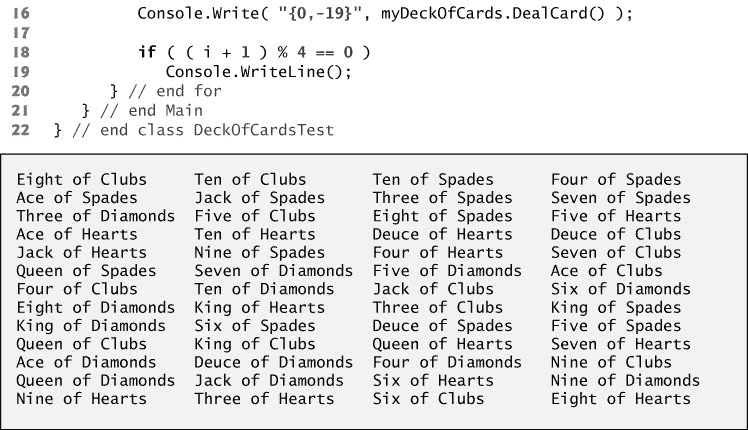 16 Console.Write( "{0,-19}", myDeckOfCards.DealCard() );
17
18 if ( ( i + 1 ) % 4 == 0 )
19 Console.WriteLine();
20 } // end for
21 } // end Main
22 } // end class DeckOfCardsTest
Eight of Clubs Ten of Clubs Ten of Spades Four of Spades
Ace of Spades Jack of Spades Three of Spades Seven of Spades
Three of Diamonds Five of Clubs Eight of Spades Five of Hearts
Ace of Hearts Ten of Hearts Deuce of Hearts Deuce of Clubs
Jack of Hearts Nine of Spades Four of Hearts Seven of Clubs
Queen of Spades Seven of Diamonds Five of Diamonds Ace of Clubs
Four of Clubs Ten of Diamonds Jack of Clubs Six of Diamonds
Eight of Diamonds King of Hearts Three of Clubs King of Spades
King of Diamonds Six of Spades Deuce of Spades Five of Spades
Queen of Clubs King of Clubs Queen of Hearts Seven of Hearts
Ace of Diamonds Deuce of Diamonds Four of Diamonds Nine of Clubs
Queen of Diamonds Jack of Diamonds Six of Hearts Nine of Diamonds
Nine of Hearts Three of Hearts Six of Clubs Eight of Hearts